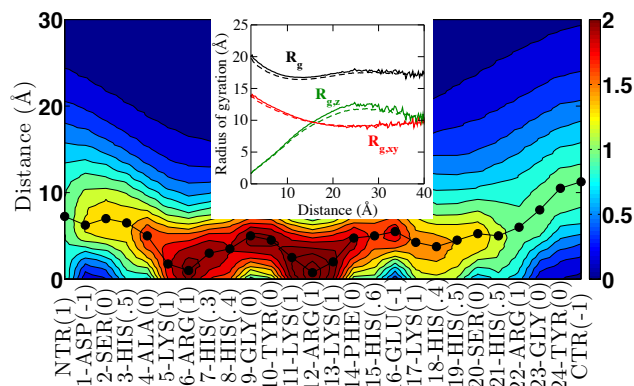 30
20
10
0
Distance (Å)
25
20
15
10
5
0
Radius of gyration (Å)
R_g
R_g,z
R_g,xy
10
20
30
40
Distance (Å)
2
1.5
1
0.5
0
NTR(1)
1-ASP(-1)
2-SER(0)
3-HIS(.5)
4-ALA(0)
5-LYS(1)
6-ARG(1)
7-HIS(.3)
8-HIS(.4)
9-GLY(0)
10-TYR(0)
11-LYS(1)
12-ARG(1)
13-LYS(1)
14-PHE(0)
15-HIS(.6)
6-GLU(-1)
17-LYS(1)
18-HIS(.4)
19-HIS(.5)
20-SER(0)
21-HIS(.5)
22-ARG(1)
23-GLY(0)
24-TYR(0)
CTR(-1)